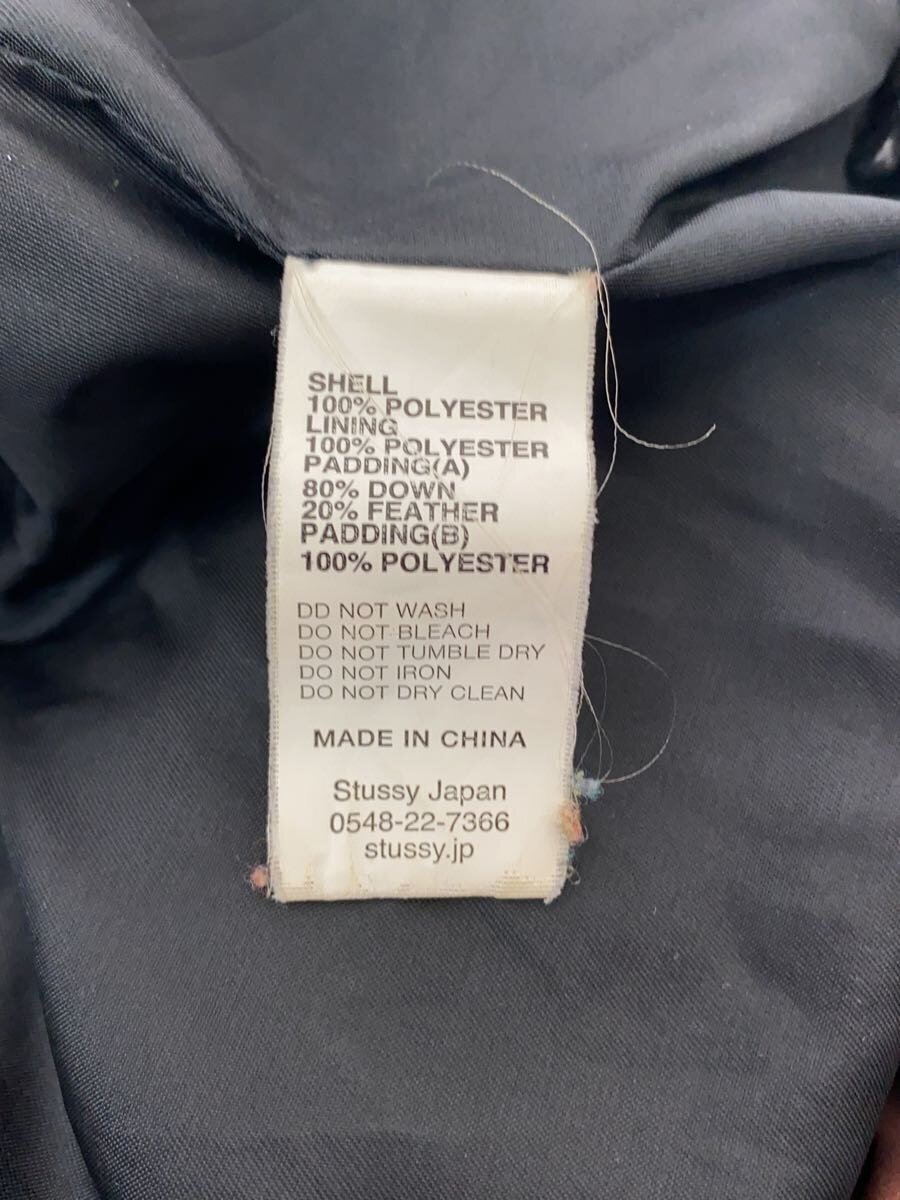 SHELL
100% POLYESTER
LINING
100% POLYESTER
PADDING(A)
80% DOWN
20% FEATHER
PADDING(B)
100% POLYESTER
DD NOT WASH
DO NOT BLEACH
DO NOT TUMBLE DRY
DO NOT IRON
DO NOT DRY CLEAN
MADE IN CHINA
Stussy Japan
0548-22-7366
stussy.jp